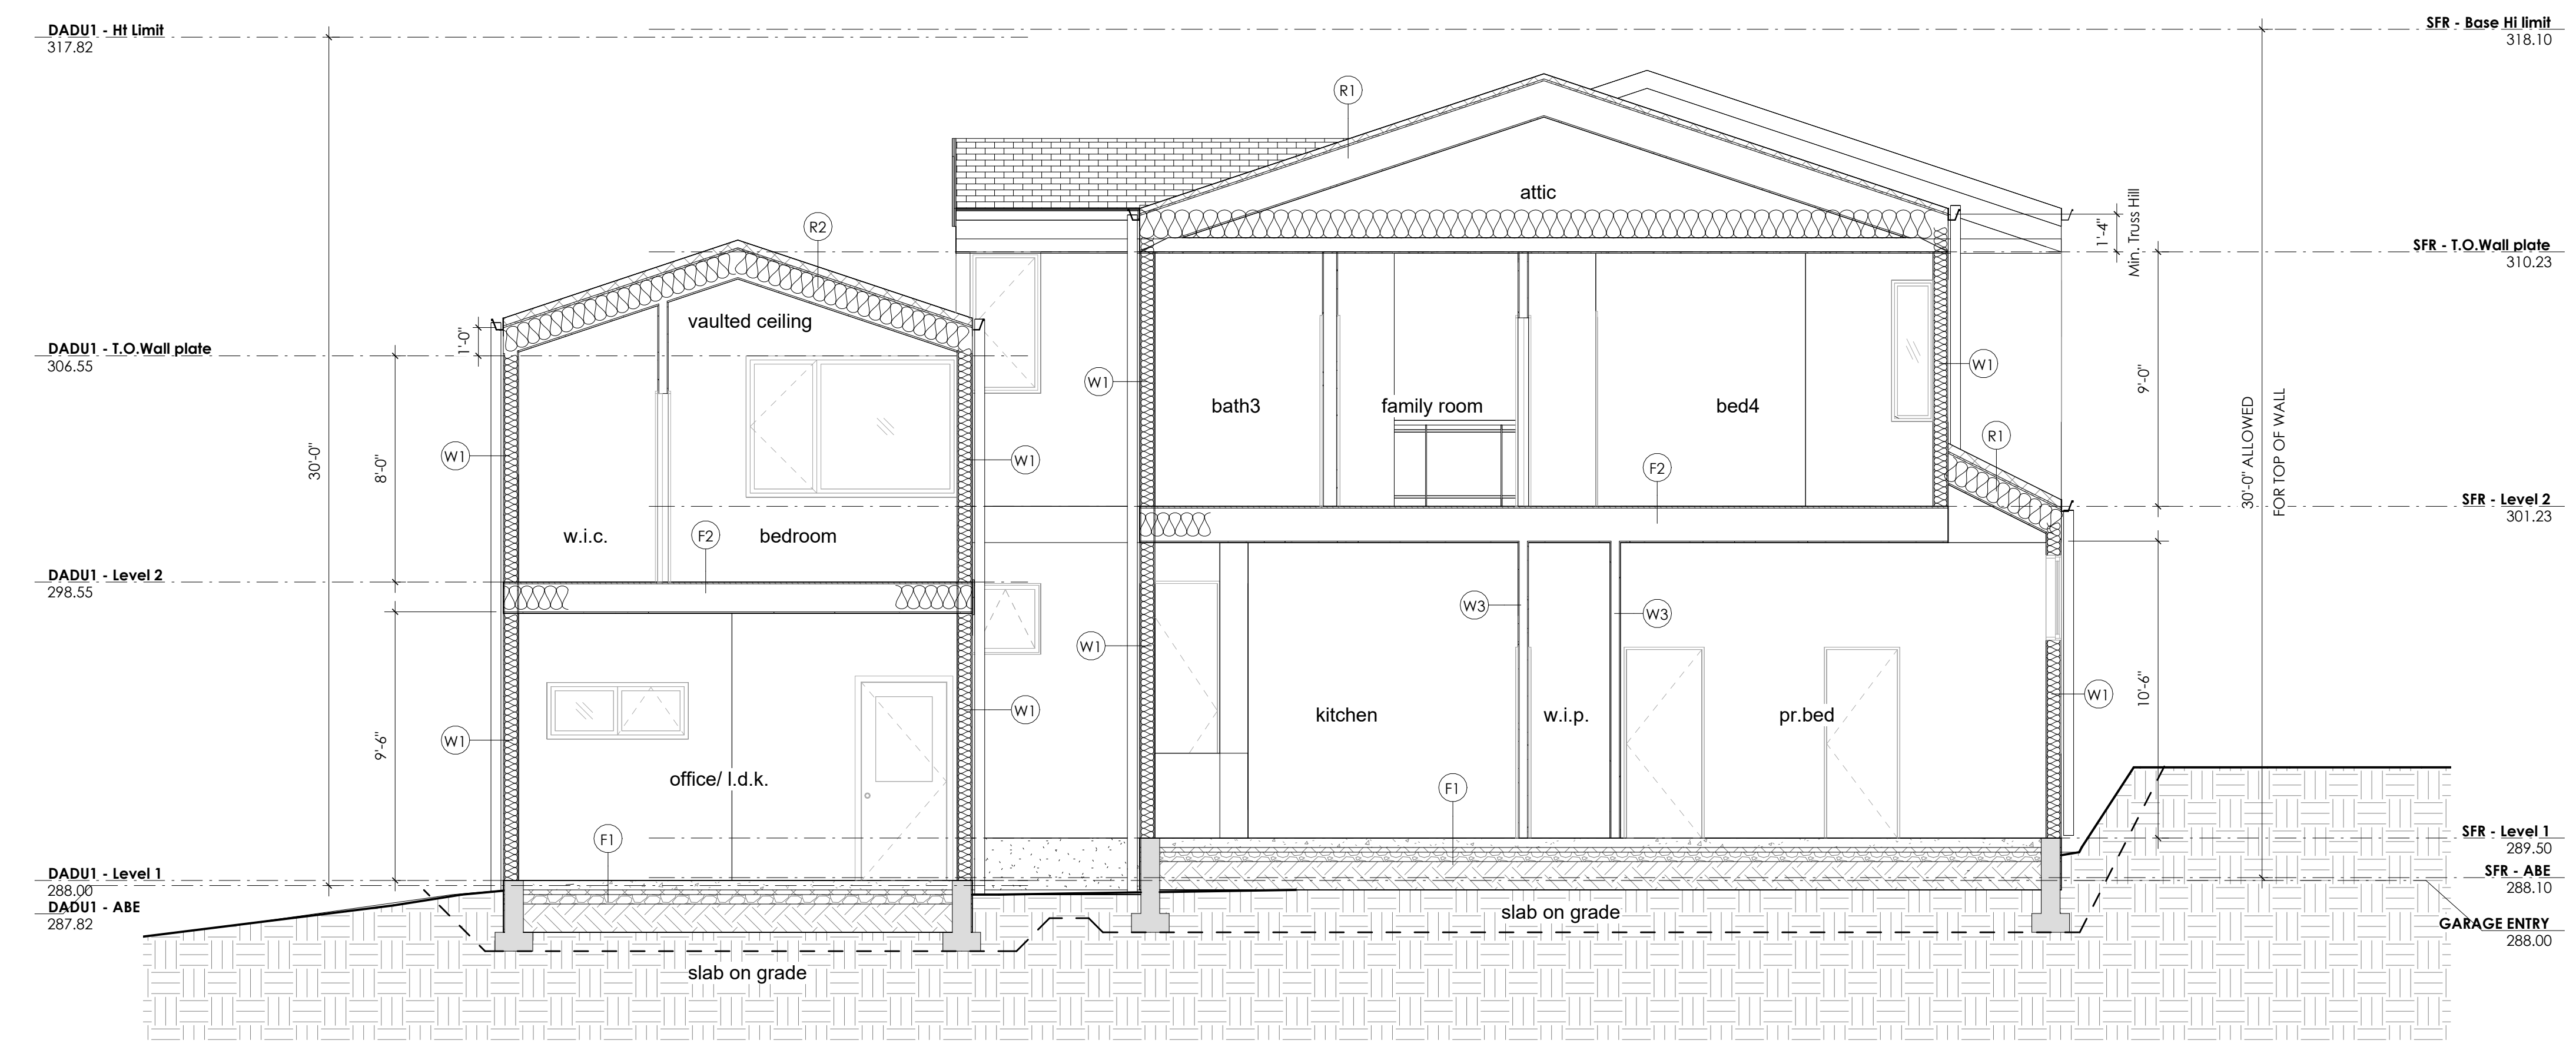 DADU1 - Ht Limit
317.82
SFR - Base Hi limit
318.10
R1
attic
1'-4"
Min. Truss Hill
R2
SFR - T.O.Wall plate
310.23
vaulted ceiling
1'-0"
DADU1 - T.O.Wall plate
306.55
W1
W1
9'-0"
bath3
family room
bed4
30'-0" ALLOWED
FOR TOP OF WALL
R1
30'-0"
8'-0"
W1
W1
F2
SFR - Level 2
301.23
w.i.c.
F2
bedroom
DADU1 - Level 2
298.55
W3
W3
W1
W1
10'-6"
W1
W1
9'-6"
kitchen
w.i.p.
pr.bed
office/ l.d.k.
F1
F1
SFR - Level 1
289.50
DADU1 - Level 1
288.00
SFR - ABE
288.10
DADU1 - ABE
287.82
slab on grade
GARAGE ENTRY
288.00
slab on grade